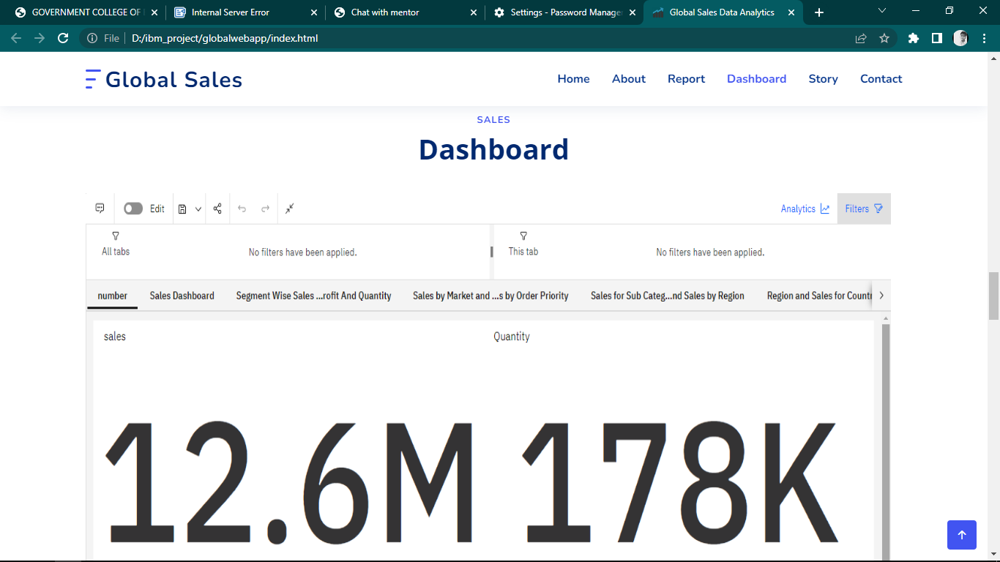 GOVERNMENT COLLEGE OF
Internal Server Error
Chat with mentor
Settings - Password Manage
Global Sales Data Analytics
File D:/ibm_project/globalwebapp/index.html
Global Sales
Home About Report Dashboard Story Contact
SALES
Dashboard
Edit
Analytics Filters
All tabs No filters have been applied. This tab No filters have been applied.
number Sales Dashboard Segment Wise Sales ...rofit And Quantity Sales by Market and ...s by Order Priority Sales for Sub Categ...nd Sales by Region Region and Sales for Countr
sales Quantity
12.6M 178K